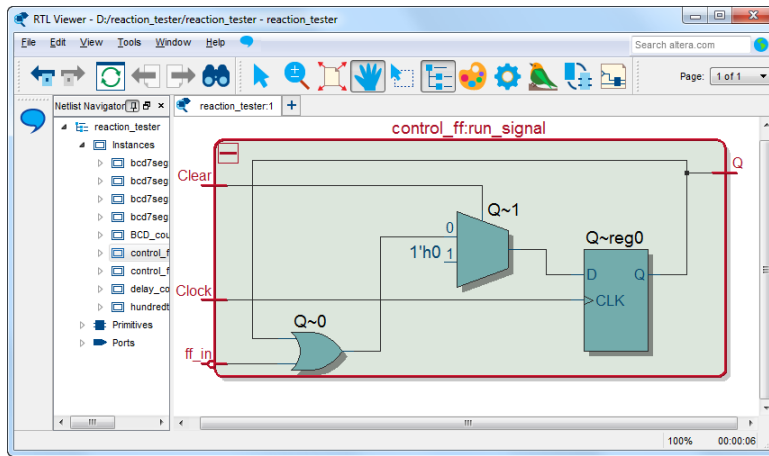 RTL Viewer - D:/reaction_tester/reaction_tester - reaction_tester
File Edit View Tools Window Help
Search altera.com
Page: 1 of 1
Netlist Navigator
reaction_tester:1
reaction_tester
Instances
bcd7seg
bcd7seg
bcd7seg
bcd7seg
BCD_cou
control_f
control_f
delay_co
hundredt
Primitives
Ports
control_ff:run_signal
Clear
Q
Q~1
0
1'h0
1
Q~reg0
D
Q
Clock
CLK
Q~0
ff_in
100% 00:00:06